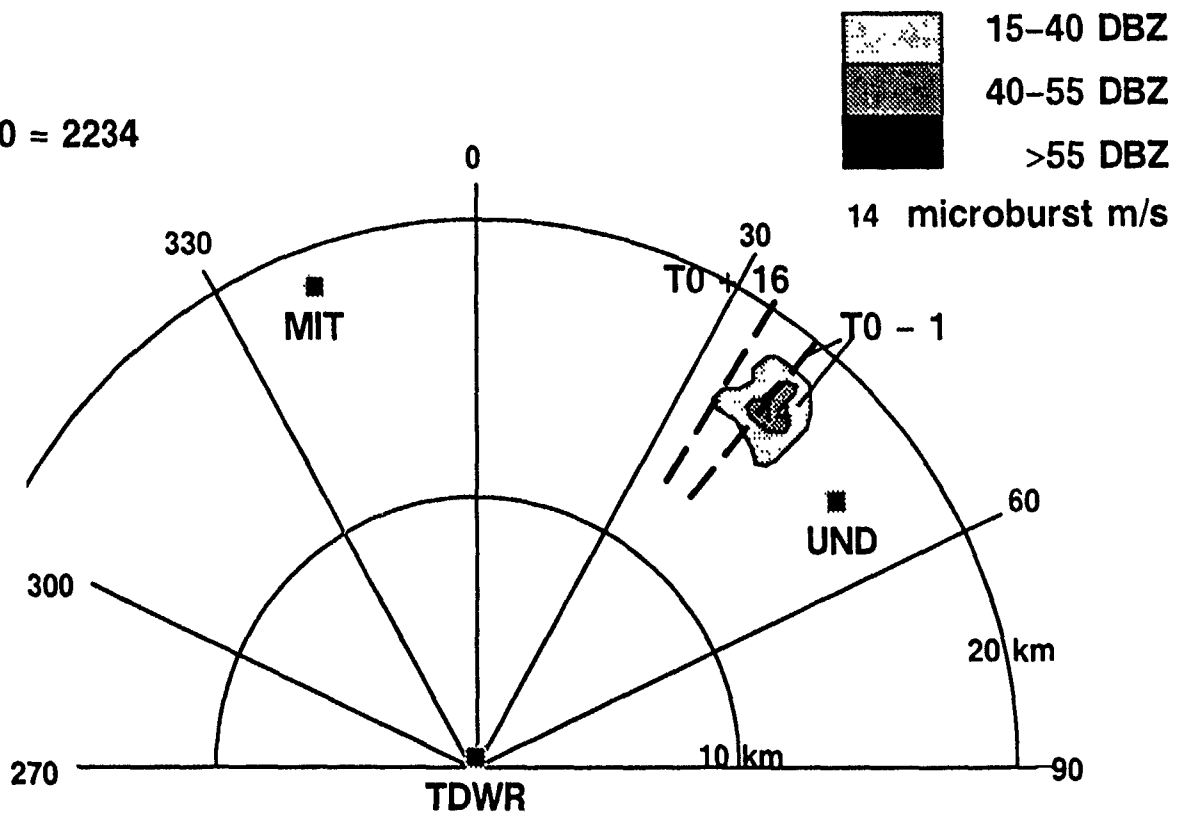 15–40 DBZ
40–55 DBZ
>55 DBZ
14 microburst m/s
0 = 2234
0
330
30
T0 + 16
MIT
T0 – 1
60
UND
300
20 km
10 km
270
90
TDWR